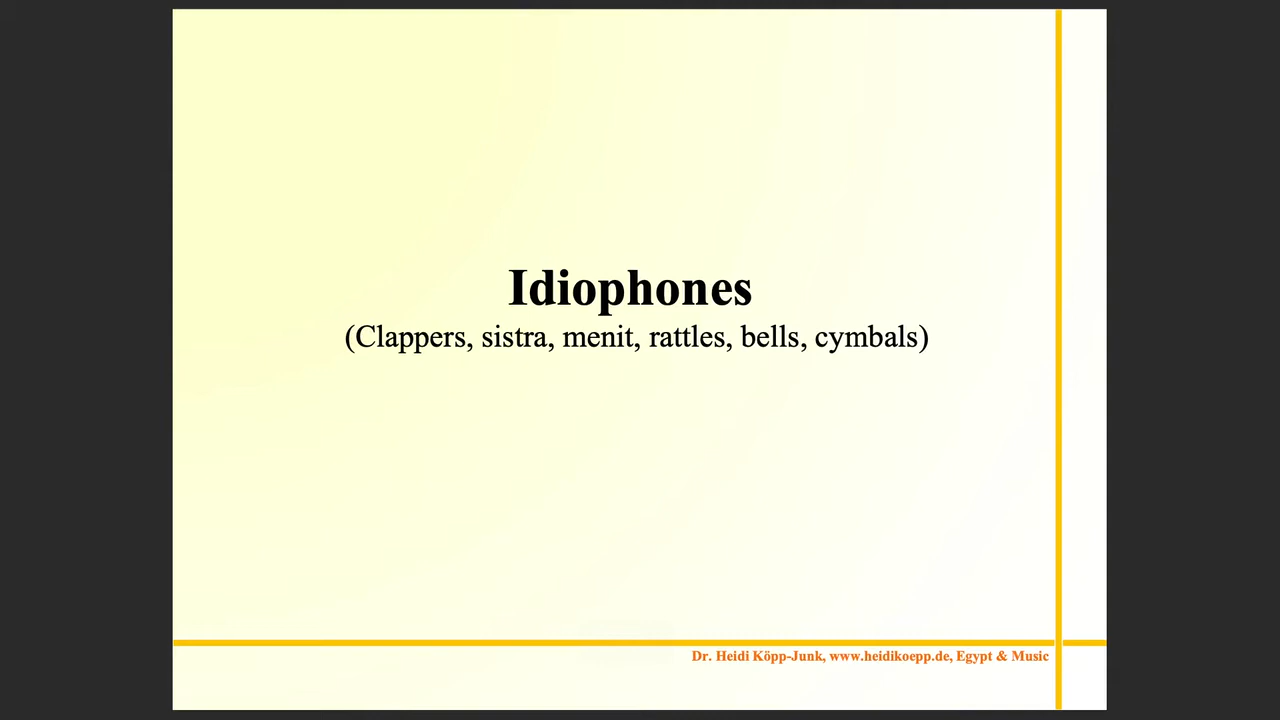 Idiophones
(Clappers, sistra, menit, rattles, bells, cymbals)
Dr. Heidi Köpp-Junk, www.heidikoepp.de, Egypt & Music